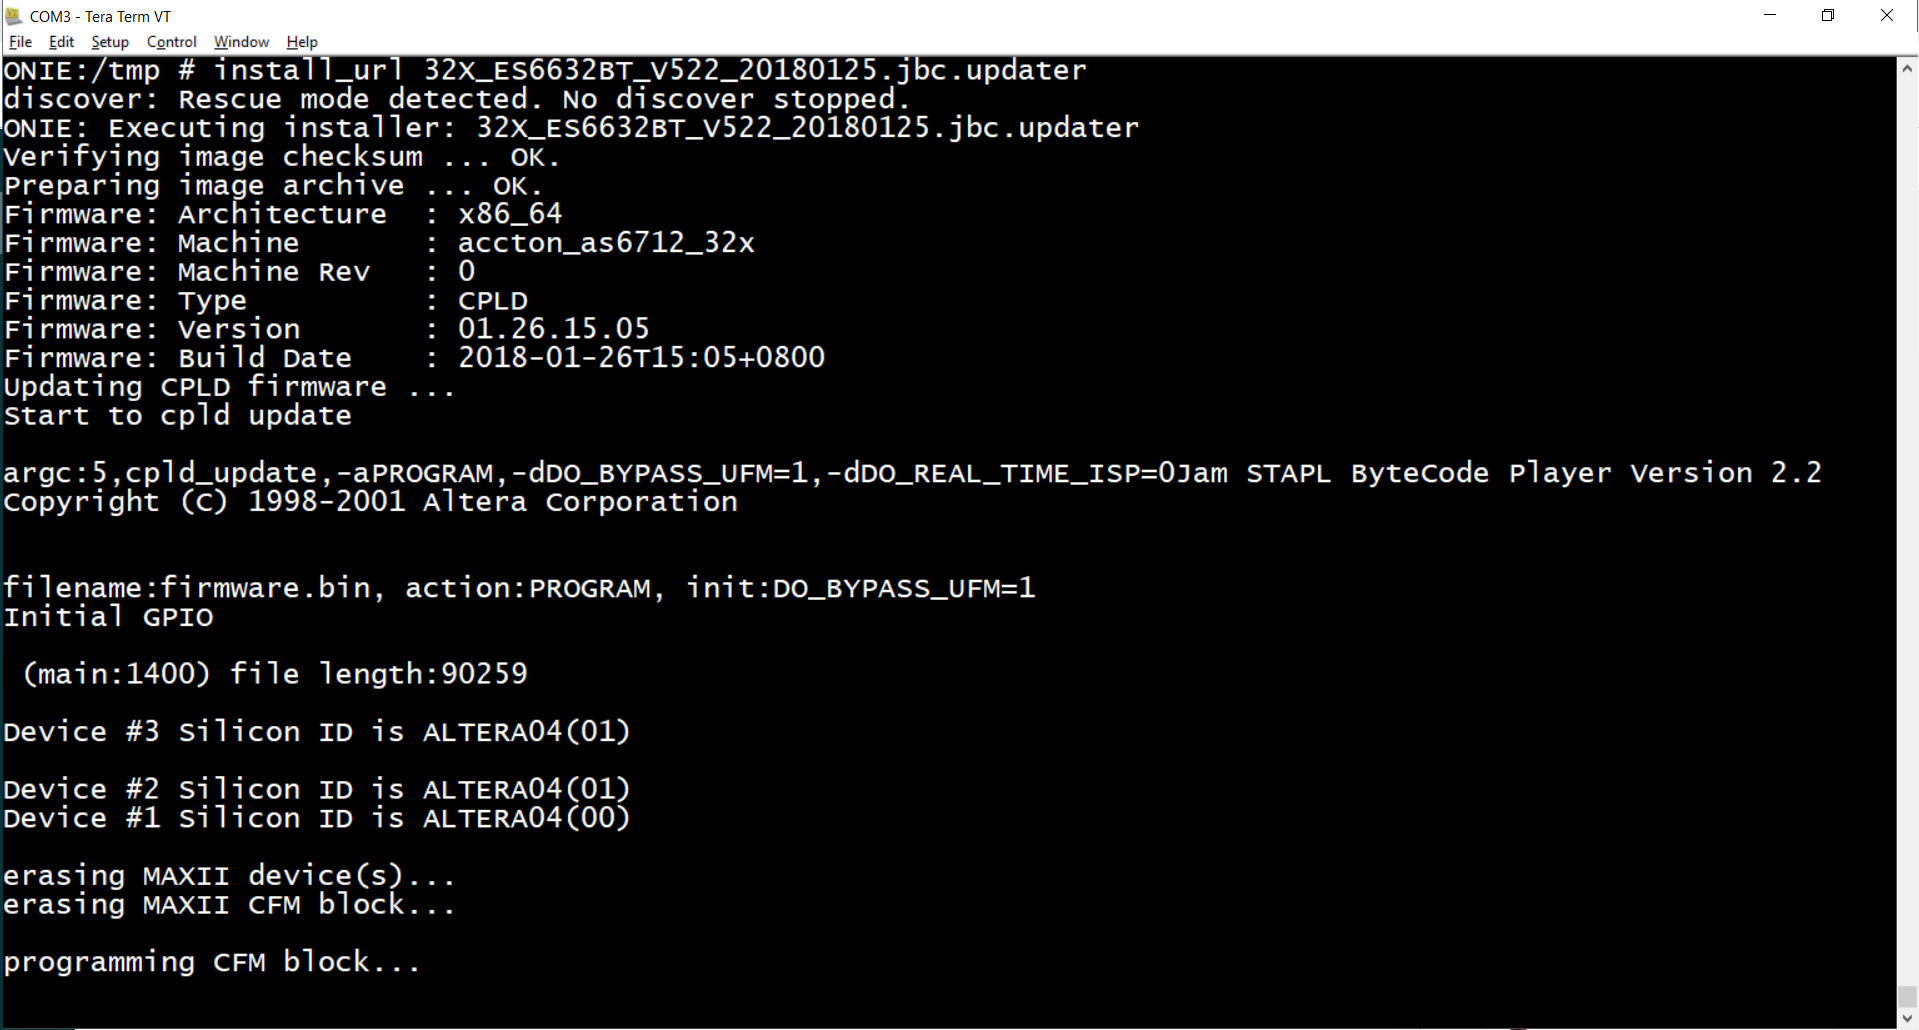 COM3 - Tera Term VT
File Edit Setup Control Window Help
ONIE:/tmp # install_url 32X_ES6632BT_V522_20180125.jbc.updater
discover: Rescue mode detected. No discover stopped.
ONIE: Executing installer: 32X_ES6632BT_V522_20180125.jbc.updater
Verifying image checksum ... OK.
Preparing image archive ... OK.
Firmware: Architecture  : x86_64
Firmware: Machine       : accton_as6712_32x
Firmware: Machine Rev   : 0
Firmware: Type          : CPLD
Firmware: Version       : 01.26.15.05
Firmware: Build Date    : 2018-01-26T15:05+0800
Updating CPLD firmware ...
Start to cpld update
argc:5,cpld_update,-aPROGRAM,-dDO_BYPASS_UFM=1,-dDO_REAL_TIME_ISP=0Jam STAPL ByteCode Player Version 2.2
Copyright (C) 1998-2001 Altera Corporation
filename:firmware.bin, action:PROGRAM, init:DO_BYPASS_UFM=1
Initial GPIO
(main:1400) file length:90259
Device #3 Silicon ID is ALTERA04(01)
Device #2 Silicon ID is ALTERA04(01)
Device #1 Silicon ID is ALTERA04(00)
erasing MAXII device(s)...
erasing MAXII CFM block...
programming CFM block...